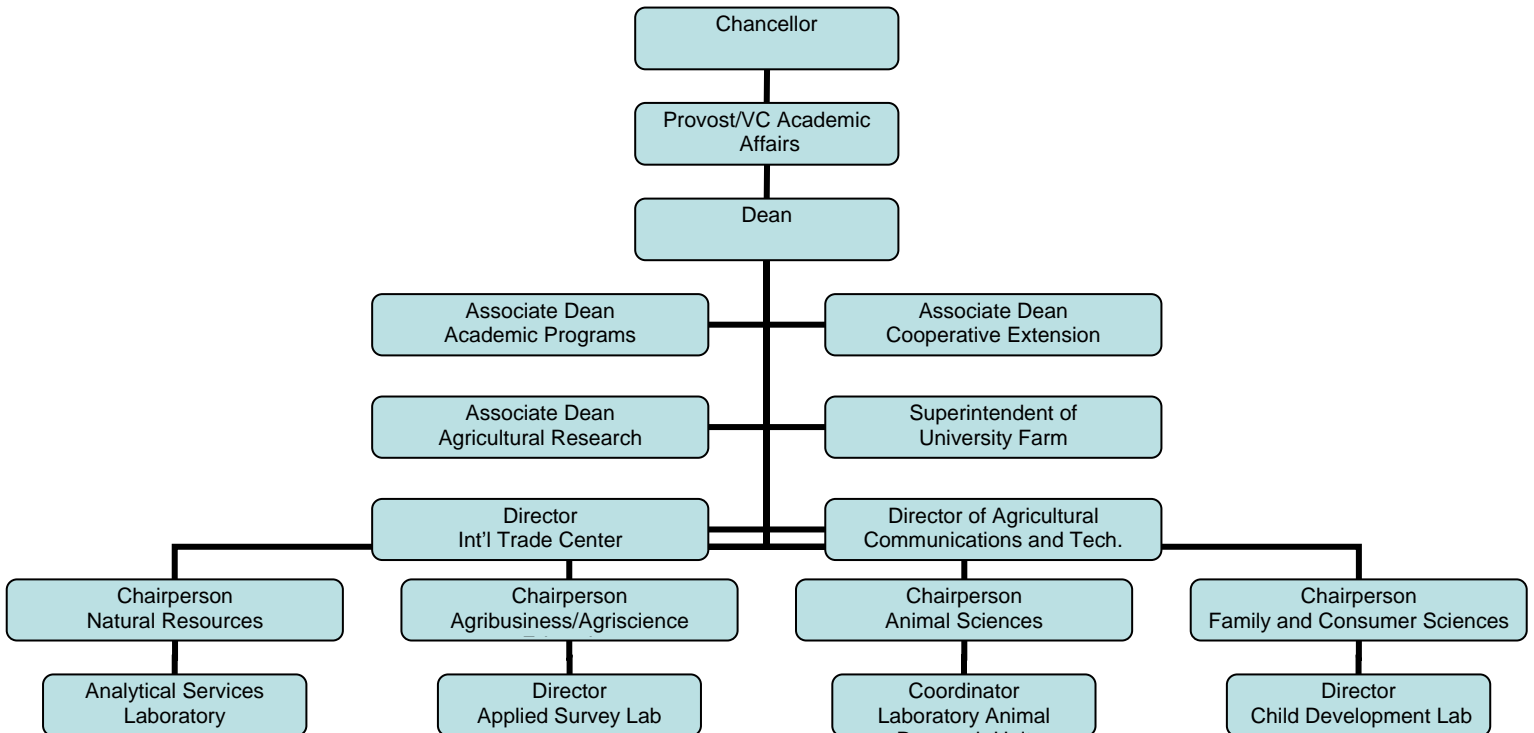 Chancellor
Provost/VC Academic
Affairs
Dean
Associate Dean
Academic Programs
Associate Dean
Cooperative Extension
Associate Dean
Agricultural Research
Superintendent of
University Farm
Director
Int'l Trade Center
Director of Agricultural
Communications and Tech.
Chairperson
Natural Resources
Chairperson
Agribusiness/Agriscience
Chairperson
Animal Sciences
Chairperson
Family and Consumer Sciences
Analytical Services
Laboratory
Director
Applied Survey Lab
Coordinator
Laboratory Animal
Director
Child Development Lab